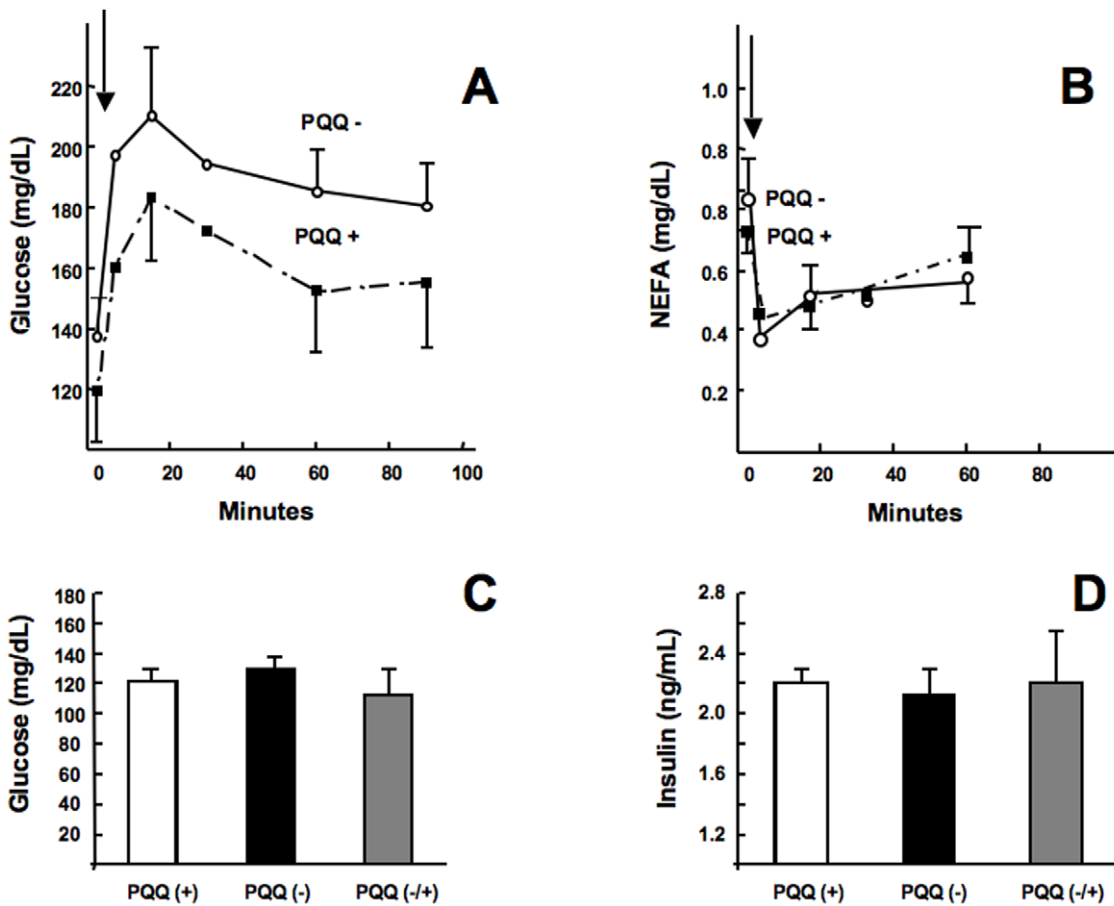 A
220
200
180
160
140
120
Glucose (mg/dL)
PQQ -
PQQ +
0 20 40 60 80 100
Minutes
B
1.0
0.8
0.8
0.6
0.4
0.2
NEFA (mg/dL)
PQQ -
PQQ +
0 20 40 60 80
Minutes
C
180
160
140
120
100
80
60
40
20
Glucose (mg/dL)
PQQ (+) PQQ (-) PQQ (-/+)
D
2.8
2.4
2.0
1.6
1.2
Insulin (ng/mL)
PQQ (+) PQQ (-) PQQ (-/+)